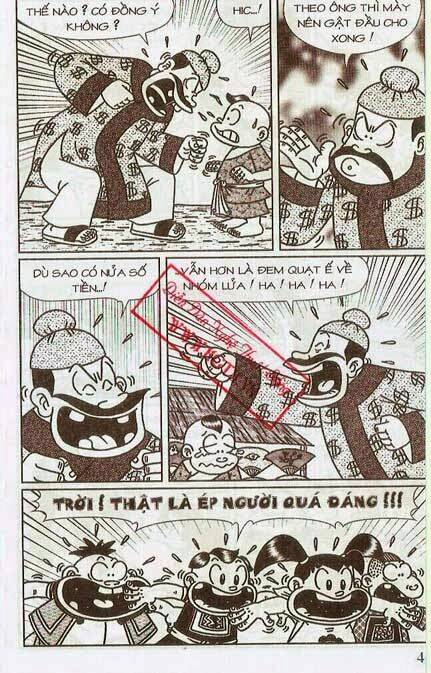 THẾ NÀO ? CÓ ĐỒNG Ý
KHÔNG ?
HIC...!
THEO ÔNG THÌ MÀY
NÊN GẬT ĐẦU CHO
XONG !
DÙ SAO CÓ NỬA SỐ
TIỀN...!
VẪN HƠN LÀ ĐEM QUẠT Ế VỀ
NHÓM LỬA ! HA ! HA ! HA !
TRỜI ! THẬT LÀ ÉP NGƯỜI QUÁ ĐÁNG !!!
4